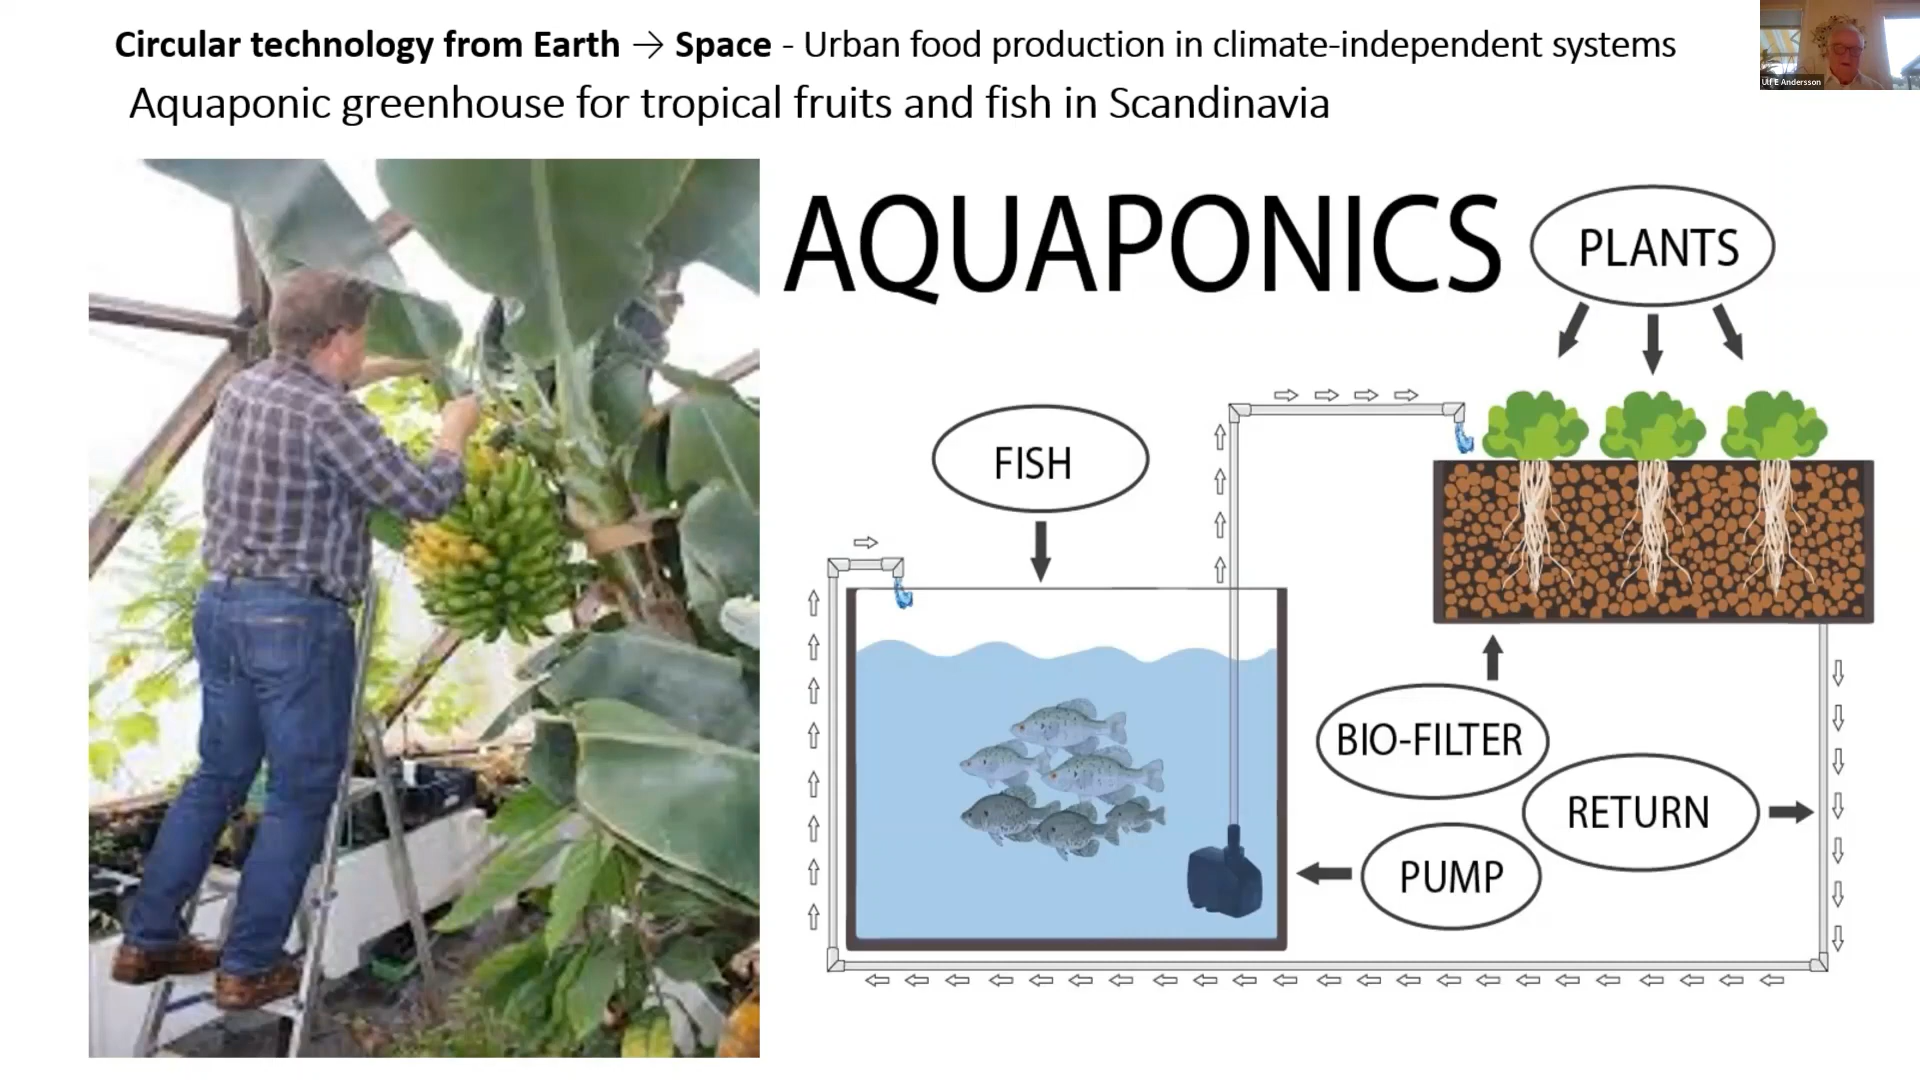 Circular technology from Earth → Space - Urban food production in climate-independent systems
Aquaponic greenhouse for tropical fruits and fish in Scandinavia
Ulf E Andersson
AQUAPONICS
PLANTS
FISH
BIO-FILTER
RETURN
PUMP